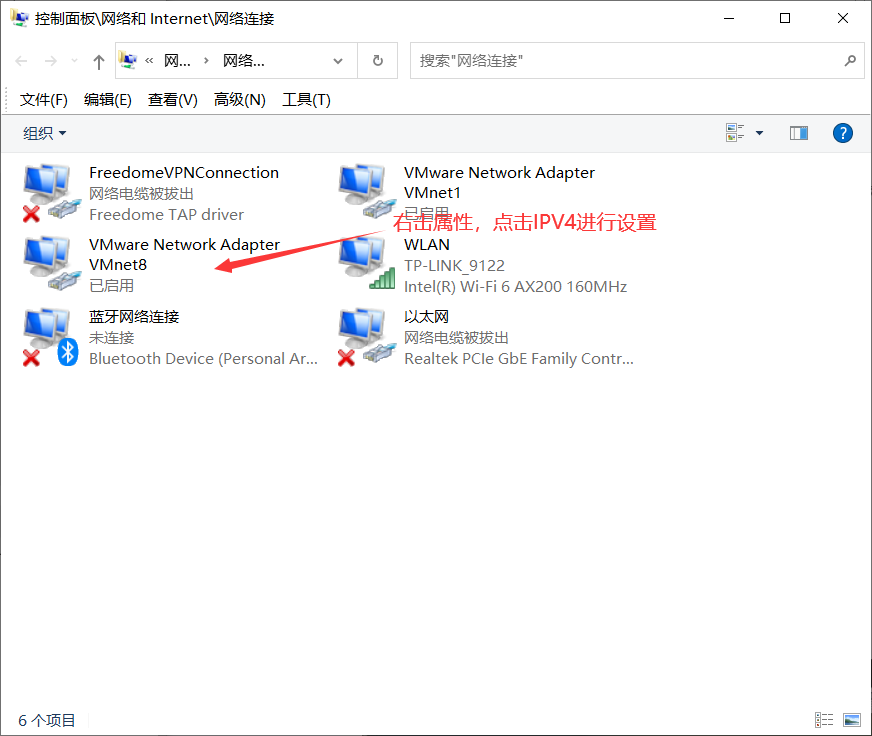 控制面板\网络和 Internet\网络连接
« 网... › 网络...
搜索"网络连接"
文件(F) 编辑(E) 查看(V) 高级(N) 工具(T)
组织
FreedomeVPNConnection
网络电缆被拔出
Freedome TAP driver
VMware Network Adapter
VMnet1
已启用
右击属性，点击IPV4进行设置
VMware Network Adapter
VMnet8
已启用
WLAN
TP-LINK_9122
Intel(R) Wi-Fi 6 AX200 160MHz
蓝牙网络连接
未连接
Bluetooth Device (Personal Ar...
以太网
网络电缆被拔出
Realtek PCIe GbE Family Contr...
6 个项目